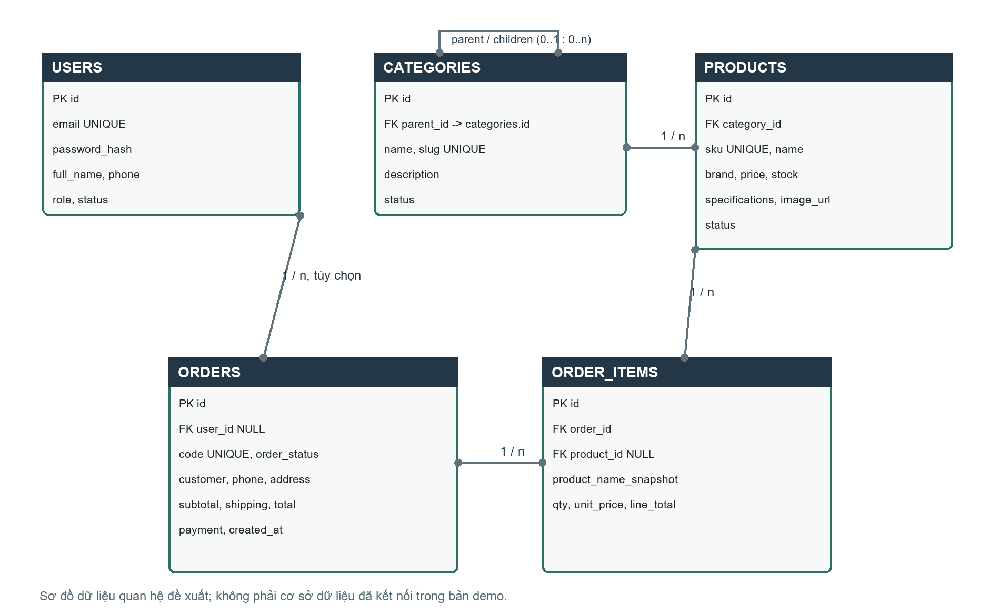 parent / children (0..1 : 0..n)
USERS
PK id
email UNIQUE
password_hash
full_name, phone
role, status
CATEGORIES
PK id
FK parent_id -> categories.id
name, slug UNIQUE
description
status
1 / n
PRODUCTS
PK id
FK category_id
sku UNIQUE, name
brand, price, stock
specifications, image_url
status
1 / n, tùy chọn
1 / n
ORDERS
PK id
FK user_id NULL
code UNIQUE, order_status
customer, phone, address
subtotal, shipping, total
payment, created_at
1 / n
ORDER_ITEMS
PK id
FK order_id
FK product_id NULL
product_name_snapshot
qty, unit_price, line_total
Sơ đồ dữ liệu quan hệ đề xuất; không phải cơ sở dữ liệu đã kết nối trong bản demo.